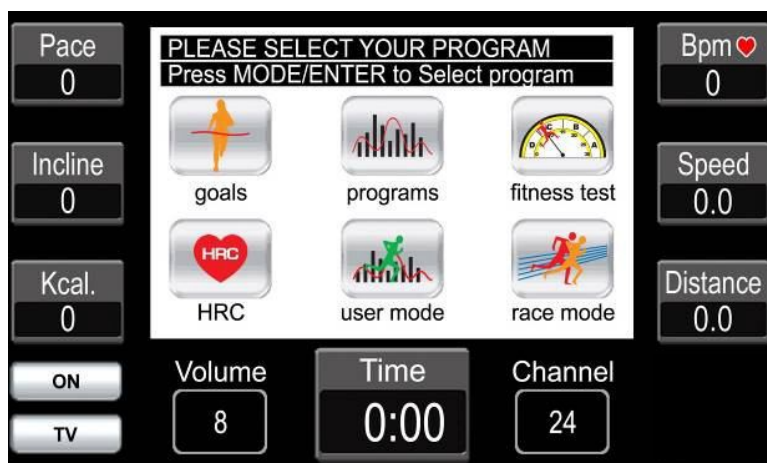 Pace
0
PLEASE SELECT YOUR PROGRAM
Press MODE/ENTER to Select program
Bpm
0
Incline
0
goals
programs
fitness test
Speed
0.0
HRC
Kcal.
0
HRC
user mode
race mode
Distance
0.0
ON
TV
Volume
8
Time
0:00
Channel
24